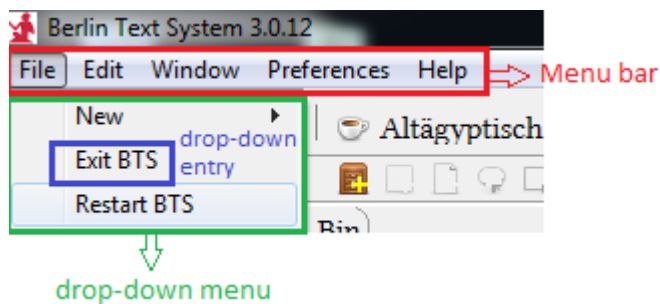 Berlin Text System 3.0.12
File Edit Window Preferences Help Menu bar
New
drop-down
Altägyptisch
Exit BTS entry
Restart BTS
Bin
drop-down menu